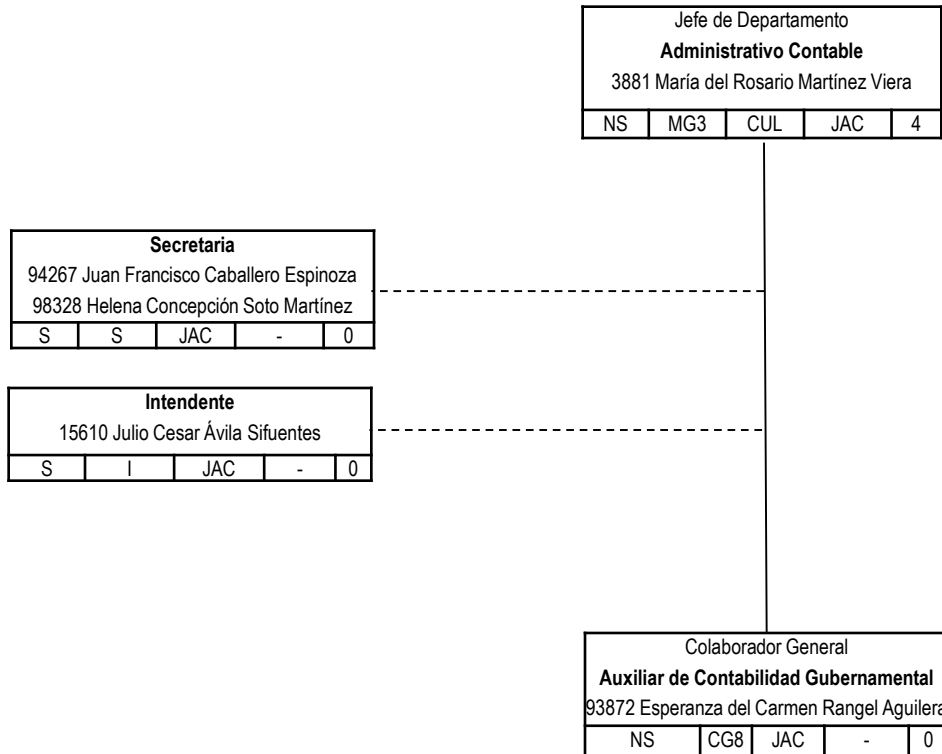 Jefe de Departamento
Administrativo Contable
3881 María del Rosario Martínez Viera
NS MG3 CUL JAC 4
Secretaria
94267 Juan Francisco Caballero Espinoza
98328 Helena Concepción Soto Martínez
S S JAC - 0
Intendente
15610 Julio Cesar Ávila Sifuentes
S I JAC - 0
Colaborador General
Auxiliar de Contabilidad Gubernamental
93872 Esperanza del Carmen Rangel Aguilera
NS CG8 JAC - 0